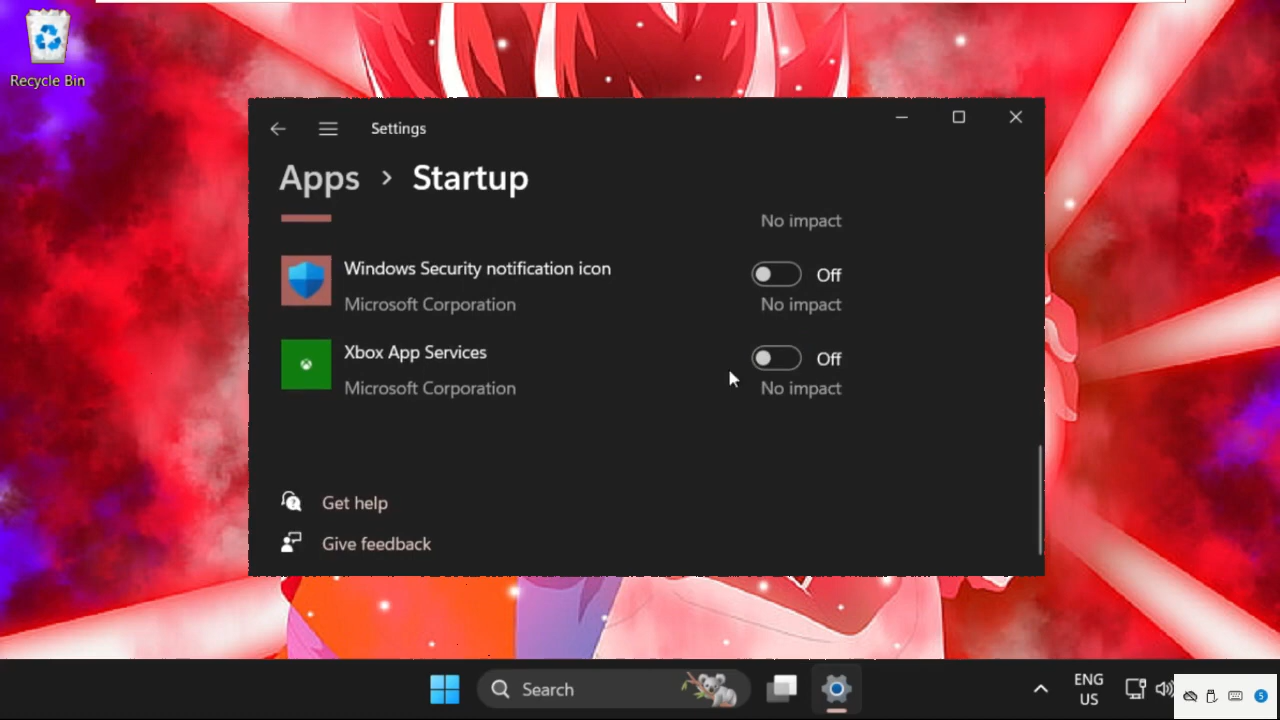 Recycle Bin
Settings
Apps > Startup
No impact
Windows Security notification icon
Off
Microsoft Corporation
No impact
Xbox App Services
Off
Microsoft Corporation
No impact
Get help
Give feedback
Search
ENG
US
5